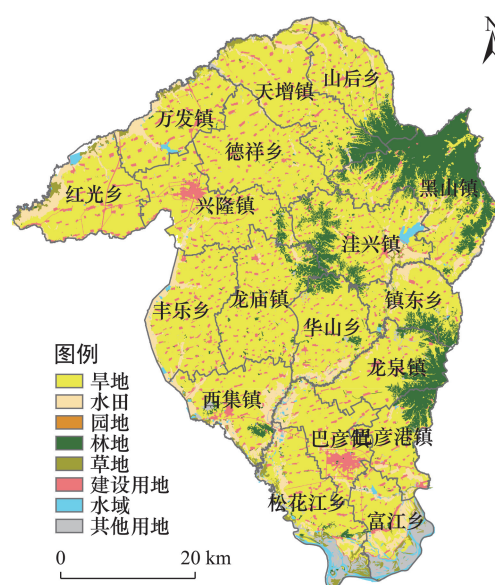 N
山后乡
天增镇
万发镇
德祥乡
黑山镇
红光乡
兴隆镇
洼兴镇
丰乐乡
龙庙镇
镇东乡
华山乡
龙泉镇
西集镇
巴彦镇
巴彦港镇
松花江乡
富江乡
图例
旱地
水田
园地
林地
草地
建设用地
水域
其他用地
0 20 km